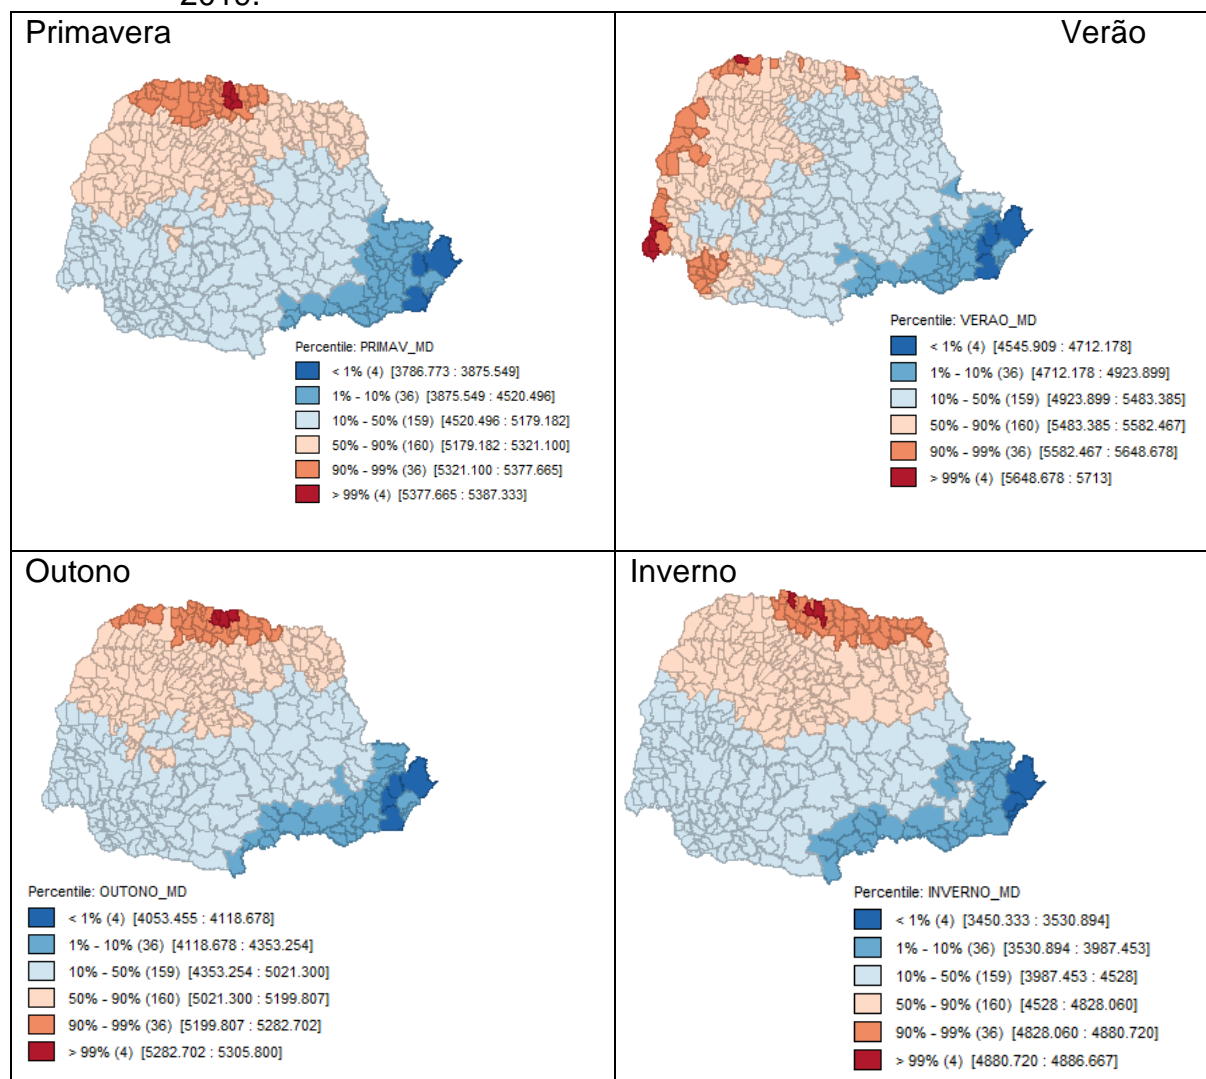 Primavera
Percentile: PRIMAV_MD
< 1% (4) [3786.773 : 3875.549]
1% - 10% (36) [3875.549 : 4520.496]
10% - 50% (159) [4520.496 : 5179.182]
50% - 90% (160) [5179.182 : 5321.100]
90% - 99% (36) [5321.100 : 5377.665]
> 99% (4) [5377.665 : 5387.333]
Verão
Percentile: VERAO_MD
< 1% (4) [4545.909 : 4712.178]
1% - 10% (36) [4712.178 : 4923.899]
10% - 50% (159) [4923.899 : 5483.385]
50% - 90% (160) [5483.385 : 5582.467]
90% - 99% (36) [5582.467 : 5648.678]
> 99% (4) [5648.678 : 5713]
Outono
Percentile: OUTONO_MD
< 1% (4) [4053.455 : 4118.678]
1% - 10% (36) [4118.678 : 4353.254]
10% - 50% (159) [4353.254 : 5021.300]
50% - 90% (160) [5021.300 : 5199.807]
90% - 99% (36) [5199.807 : 5282.702]
> 99% (4) [5282.702 : 5305.800]
Inverno
Percentile: INVERNO_MD
< 1% (4) [3450.333 : 3530.894]
1% - 10% (36) [3530.894 : 3987.453]
10% - 50% (159) [3987.453 : 4528]
50% - 90% (160) [4528 : 4828.060]
90% - 99% (36) [4828.060 : 4880.720]
> 99% (4) [4880.720 : 4886.667]